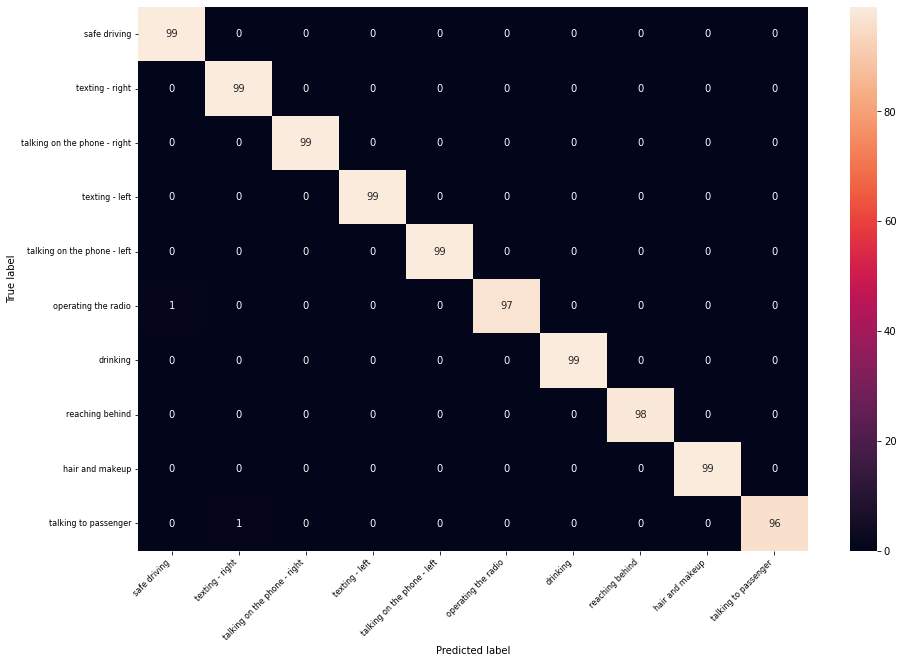 safe driving 99 0 0 0 0 0 0 0 0 0
texting - right 0 99 0 0 0 0 0 0 0 0
talking on the phone - right 0 0 99 0 0 0 0 0 0 0
texting - left 0 0 0 99 0 0 0 0 0 0
talking on the phone - left 0 0 0 0 99 0 0 0 0 0
operating the radio 1 0 0 0 0 97 0 0 0 0
drinking 0 0 0 0 0 0 99 0 0 0
reaching behind 0 0 0 0 0 0 0 98 0 0
hair and makeup 0 0 0 0 0 0 0 0 99 0
talking to passenger 0 1 0 0 0 0 0 0 0 96
True label
safe driving
texting - right
talking on the phone - right
texting - left
talking on the phone - left
operating the radio
drinking
reaching behind
hair and makeup
talking to passenger
Predicted label
80
60
40
20
0